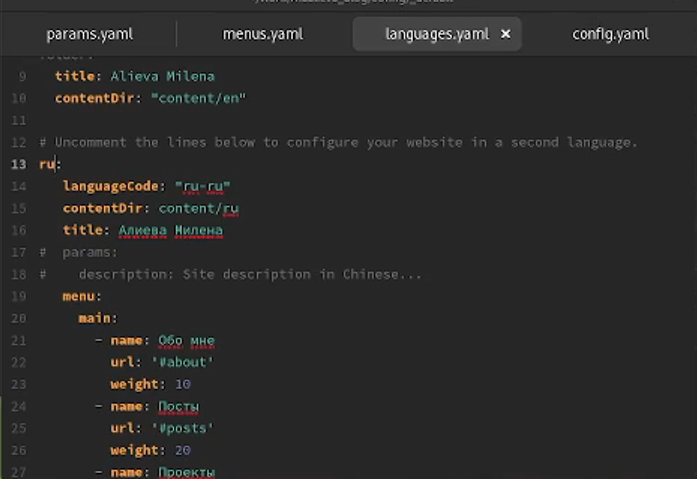 params.yaml
menus.yaml
languages.yaml ×
config.yaml
9 title: Alieva Milena
10 contentDir: "content/en"
11
12 # Uncomment the lines below to configure your website in a second language.
13 ru:
14 languageCode: "ru-ru"
15 contentDir: content/ru
16 title: Алиева Милена
17 # params:
18 # description: Site description in Chinese...
19 menu:
20 main:
21 - name: Обо мне
22 url: '#about'
23 weight: 10
24 - name: Посты
25 url: '#posts'
26 weight: 20
27 - name: Проекты